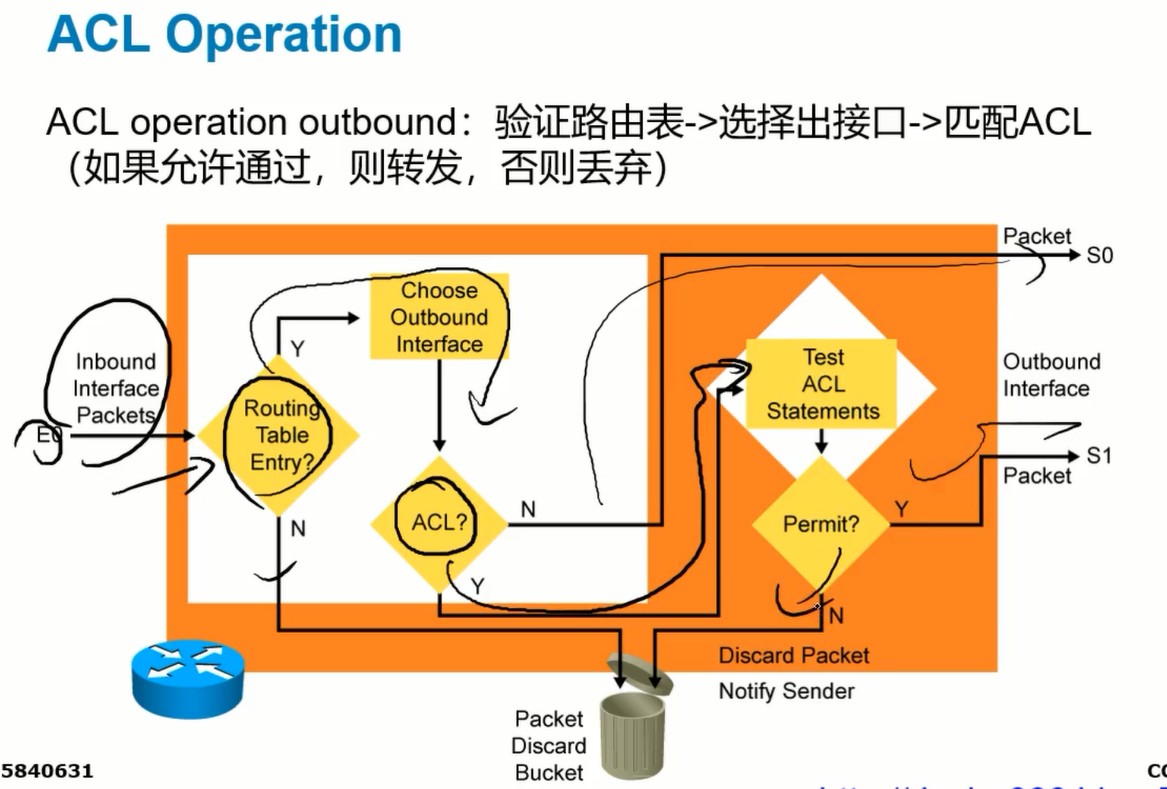 ACL Operation
ACL operation outbound：验证路由表->选择出接口->匹配ACL
（如果允许通过，则转发，否则丢弃）
Packet
S0
Choose
Outbound
Interface
Y
Inbound
Interface
Packets
E0
Routing
Table
Entry?
Test
ACL
Statements
Outbound
Interface
S1
Packet
N
ACL?
N
Y
Permit?
Y
N
Discard Packet
Notify Sender
Packet
Discard
Bucket
5840631